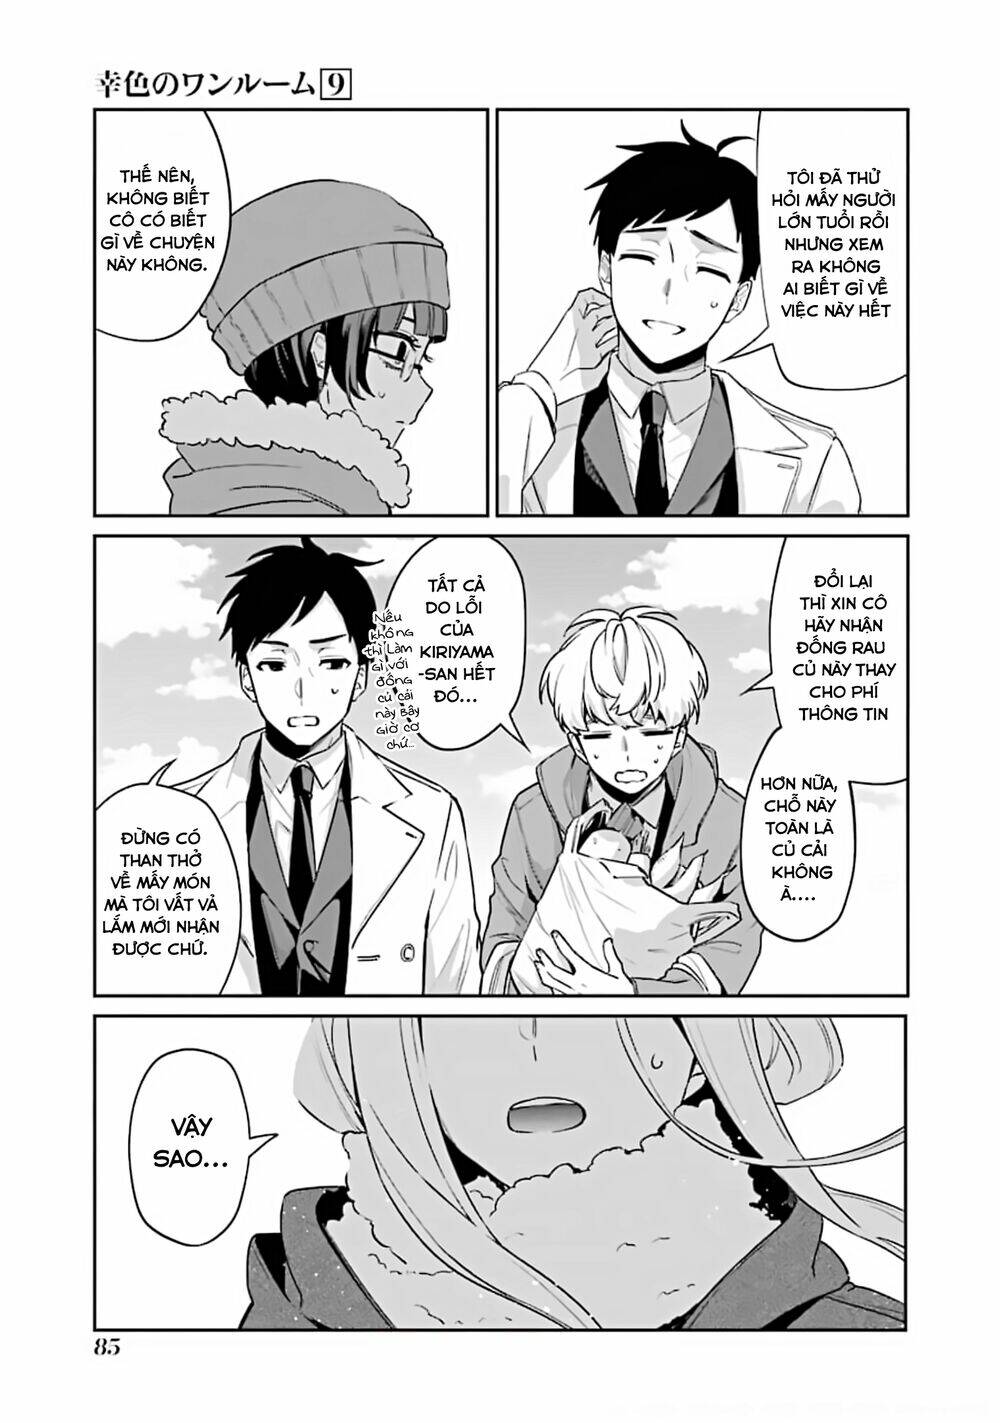 幸色のワンルーム 9
TÔI ĐÃ THỬ
HỎI MẤY NGƯỜI
LỚN TUỔI RỒI
NHƯNG XEM
RA KHÔNG
AI BIẾT GÌ VỀ
VIỆC NÀY HẾT
THẾ NÊN,
KHÔNG BIẾT
CÔ CÓ BIẾT
GÌ VỀ CHUYỆN
NÀY KHÔNG.
ĐỔI LẠI
THÌ XIN CÔ
HÃY NHẬN
ĐỐNG RAU
CỦ NÀY THAY
CHO PHÍ
THÔNG TIN
HƠN NỮA,
CHỖ NÀY
TOÀN LÀ
CỦ CẢI
KHÔNG
À....
TẤT CẢ
DO LỖI
CỦA
KIRIYAMA
-SAN HẾT
ĐÓ...
Nếu
không
thì Làm
gì với
đống
củ cải
này Bây
Giờ cơ
chứ...
ĐỪNG CÓ
THAN THỞ
VỀ MẤY MÓN
MÀ TÔI VẤT VẢ
LẮM MỚI NHẬN
ĐƯỢC CHỨ.
VẬY
SAO...
85